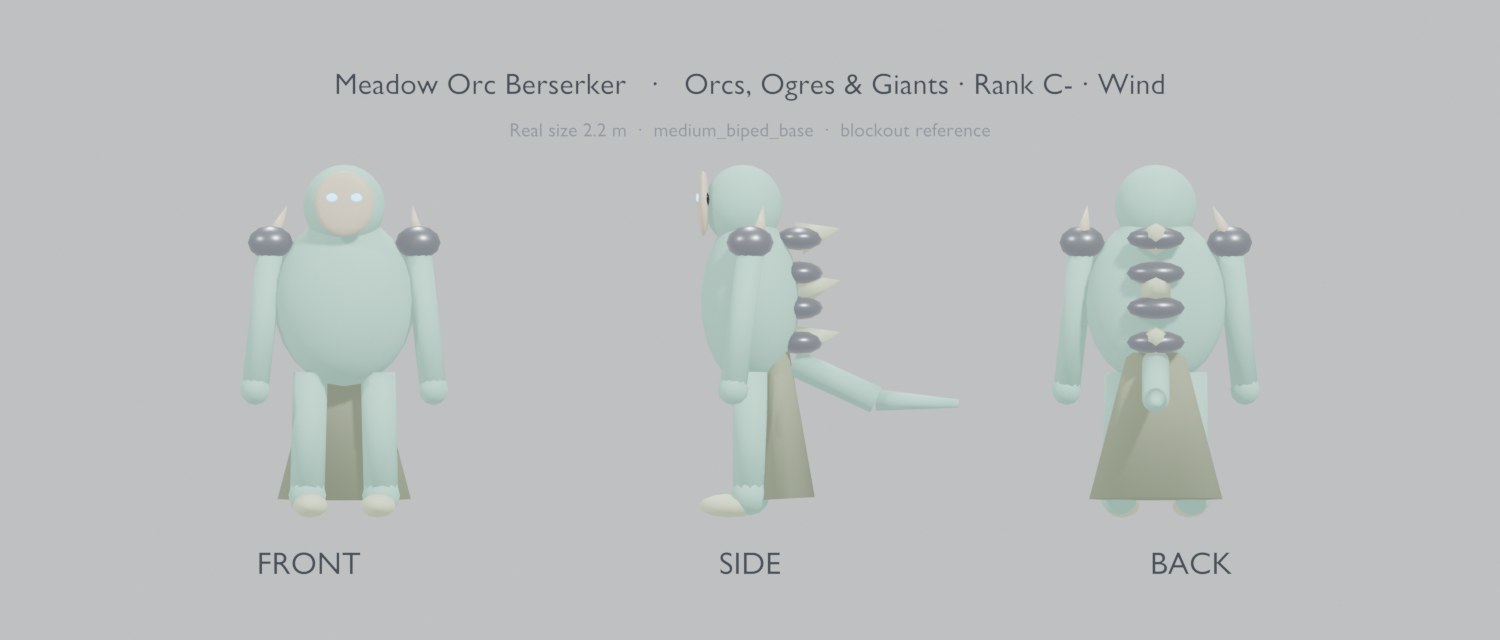 Meadow Orc Berserker · Orcs, Ogres & Giants · Rank C- · Wind
Real size 2.2 m · medium_biped_base · blockout reference
FRONT SIDE BACK